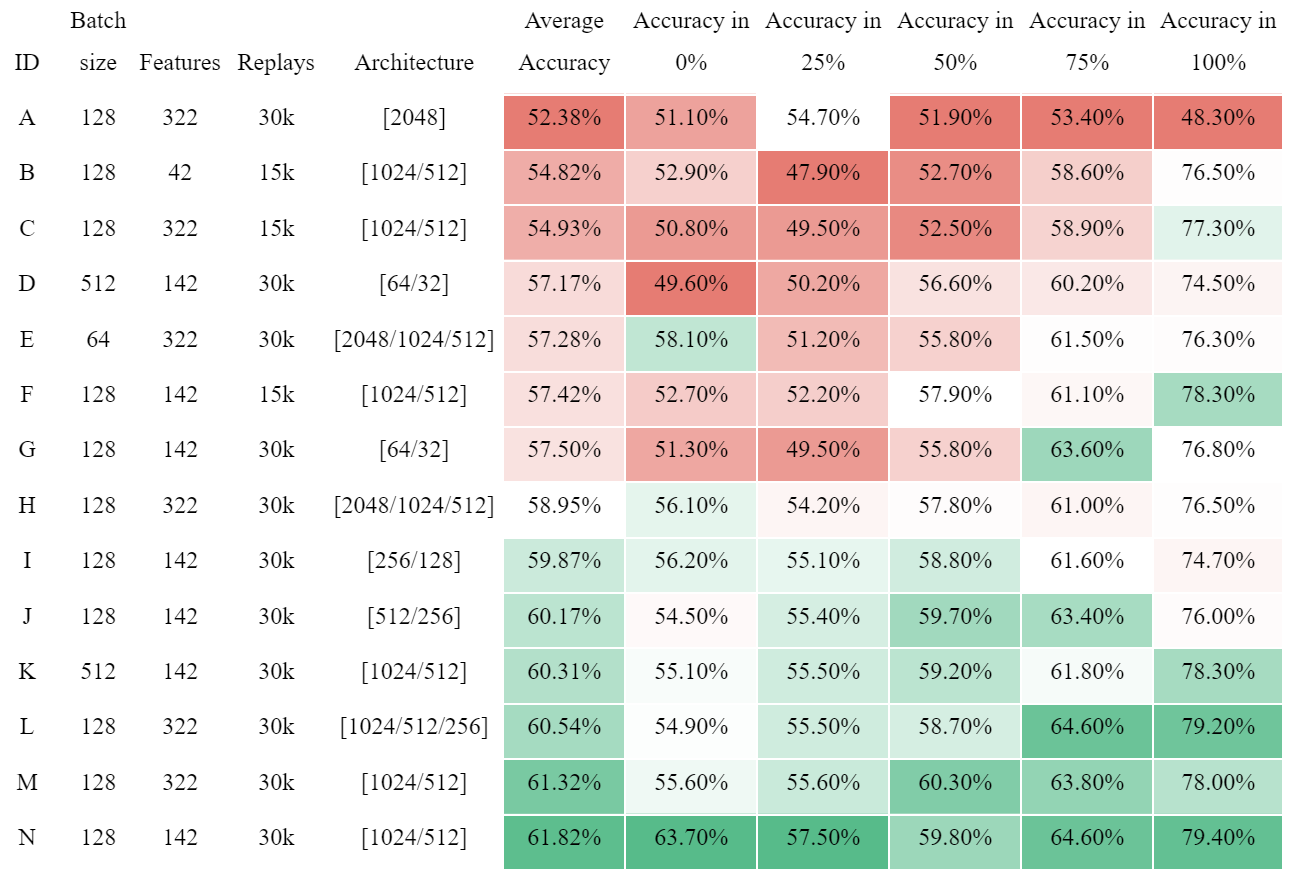 Batch Average Accuracy in Accuracy in Accuracy in Accuracy in Accuracy in
ID size Features Replays Architecture Accuracy 0% 25% 50% 75% 100%
A 128 322 30k [2048] 52.38% 51.10% 54.70% 51.90% 53.40% 48.30%
B 128 42 15k [1024/512] 54.82% 52.90% 47.90% 52.70% 58.60% 76.50%
C 128 322 15k [1024/512] 54.93% 50.80% 49.50% 52.50% 58.90% 77.30%
D 512 142 30k [64/32] 57.17% 49.60% 50.20% 56.60% 60.20% 74.50%
E 64 322 30k [2048/1024/512] 57.28% 58.10% 51.20% 55.80% 61.50% 76.30%
F 128 142 15k [1024/512] 57.42% 52.70% 52.20% 57.90% 61.10% 78.30%
G 128 142 30k [64/32] 57.50% 51.30% 49.50% 55.80% 63.60% 76.80%
H 128 322 30k [2048/1024/512] 58.95% 56.10% 54.20% 57.80% 61.00% 76.50%
I 128 142 30k [256/128] 59.87% 56.20% 55.10% 58.80% 61.60% 74.70%
J 128 142 30k [512/256] 60.17% 54.50% 55.40% 59.70% 63.40% 76.00%
K 512 142 30k [1024/512] 60.31% 55.10% 55.50% 59.20% 61.80% 78.30%
L 128 322 30k [1024/512/256] 60.54% 54.90% 55.50% 58.70% 64.60% 79.20%
M 128 322 30k [1024/512] 61.32% 55.60% 55.60% 60.30% 63.80% 78.00%
N 128 142 30k [1024/512] 61.82% 63.70% 57.50% 59.80% 64.60% 79.40%